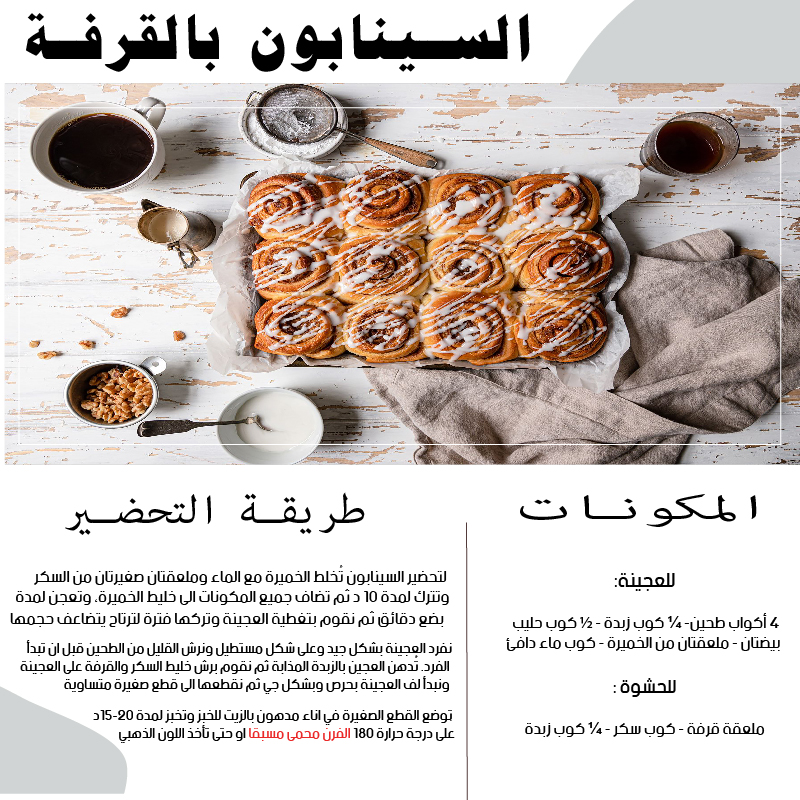 السينابون بالقرفة
المكونات
للعجينة:
4 أكواب طحين- ¼ كوب زبدة - ½ كوب حليب
بيضتان - ملعقتان من الخميرة - كوب ماء دافئ
للحشوة :
ملعقة قرفة - كوب سكر - ¼ كوب زبدة
طريقة التحضير
لتحضير السينابون تُخلط الخميرة مع الماء وملعقتان صغيرتان من السكر
وتترك لمدة 10 د ثم تضاف جميع المكونات الى خليط الخميرة، وتعجن لمدة
بضع دقائق ثم نقوم بتغطية العجينة وتركها فترة لترتاح يتضاعف حجمها
نفرد العجينة بشكل جيد وعلى شكل مستطيل ونرش القليل من الطحين قبل ان تبدأ
الفرد. تُدهن العجين بالزبدة المذابة ثم نقوم برش خليط السكر والقرفة على العجينة
ونبدأ لف العجينة بحرص وبشكل جي ثم نقطعها الى قطع صغيرة متساوية
توضع القطع الصغيرة في اناء مدهون بالزيت للخبز وتخبز لمدة 20-15د
على درجة حرارة 180 الفرن محمى مسبقا او حتى تأخذ اللون الذهبي